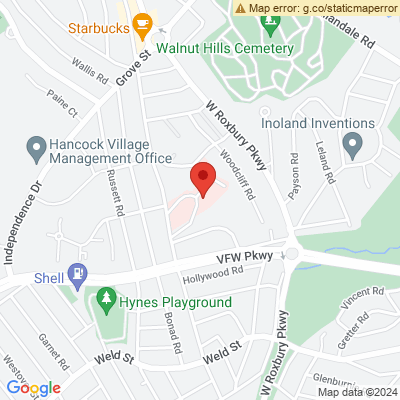 Map error: g.co/staticmaperror
Starbucks
Grove St
Walnut Hills Cemetery
andale Rd
Wallis Rd
Paine Ct
W Roxbury Pkwy
Inoland Inventions
Hancock Village
Management Office
Woodcliff Rd
Payson Rd
Leland Rd
Russett Rd
Independence Dr
VFW Pkwy
Shell
Hollywood Rd
Hynes Playground
Vincent Rd
Gretter Rd
Bonad Rd
Garnet Rd
Weld St
Weld St
W Roxbury Pkwy
Westover
Glenburn
Google
Map data ©2024